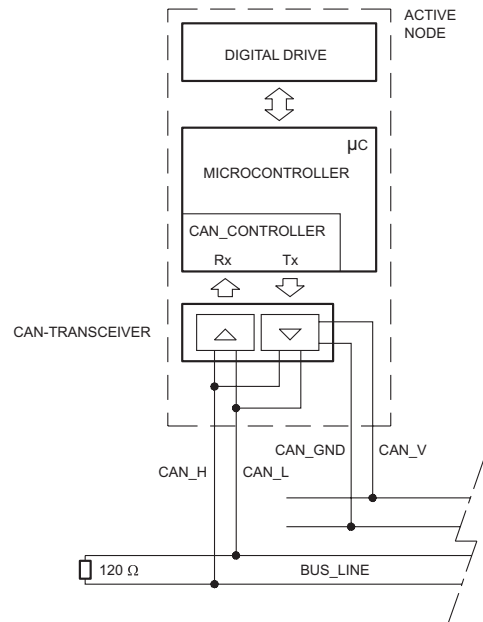 ACTIVE
NODE
DIGITAL DRIVE
µC
MICROCONTROLLER
CAN_CONTROLLER
Rx Tx
CAN-TRANSCEIVER
CAN_H CAN_L CAN_GND CAN_V
120 Ω BUS_LINE